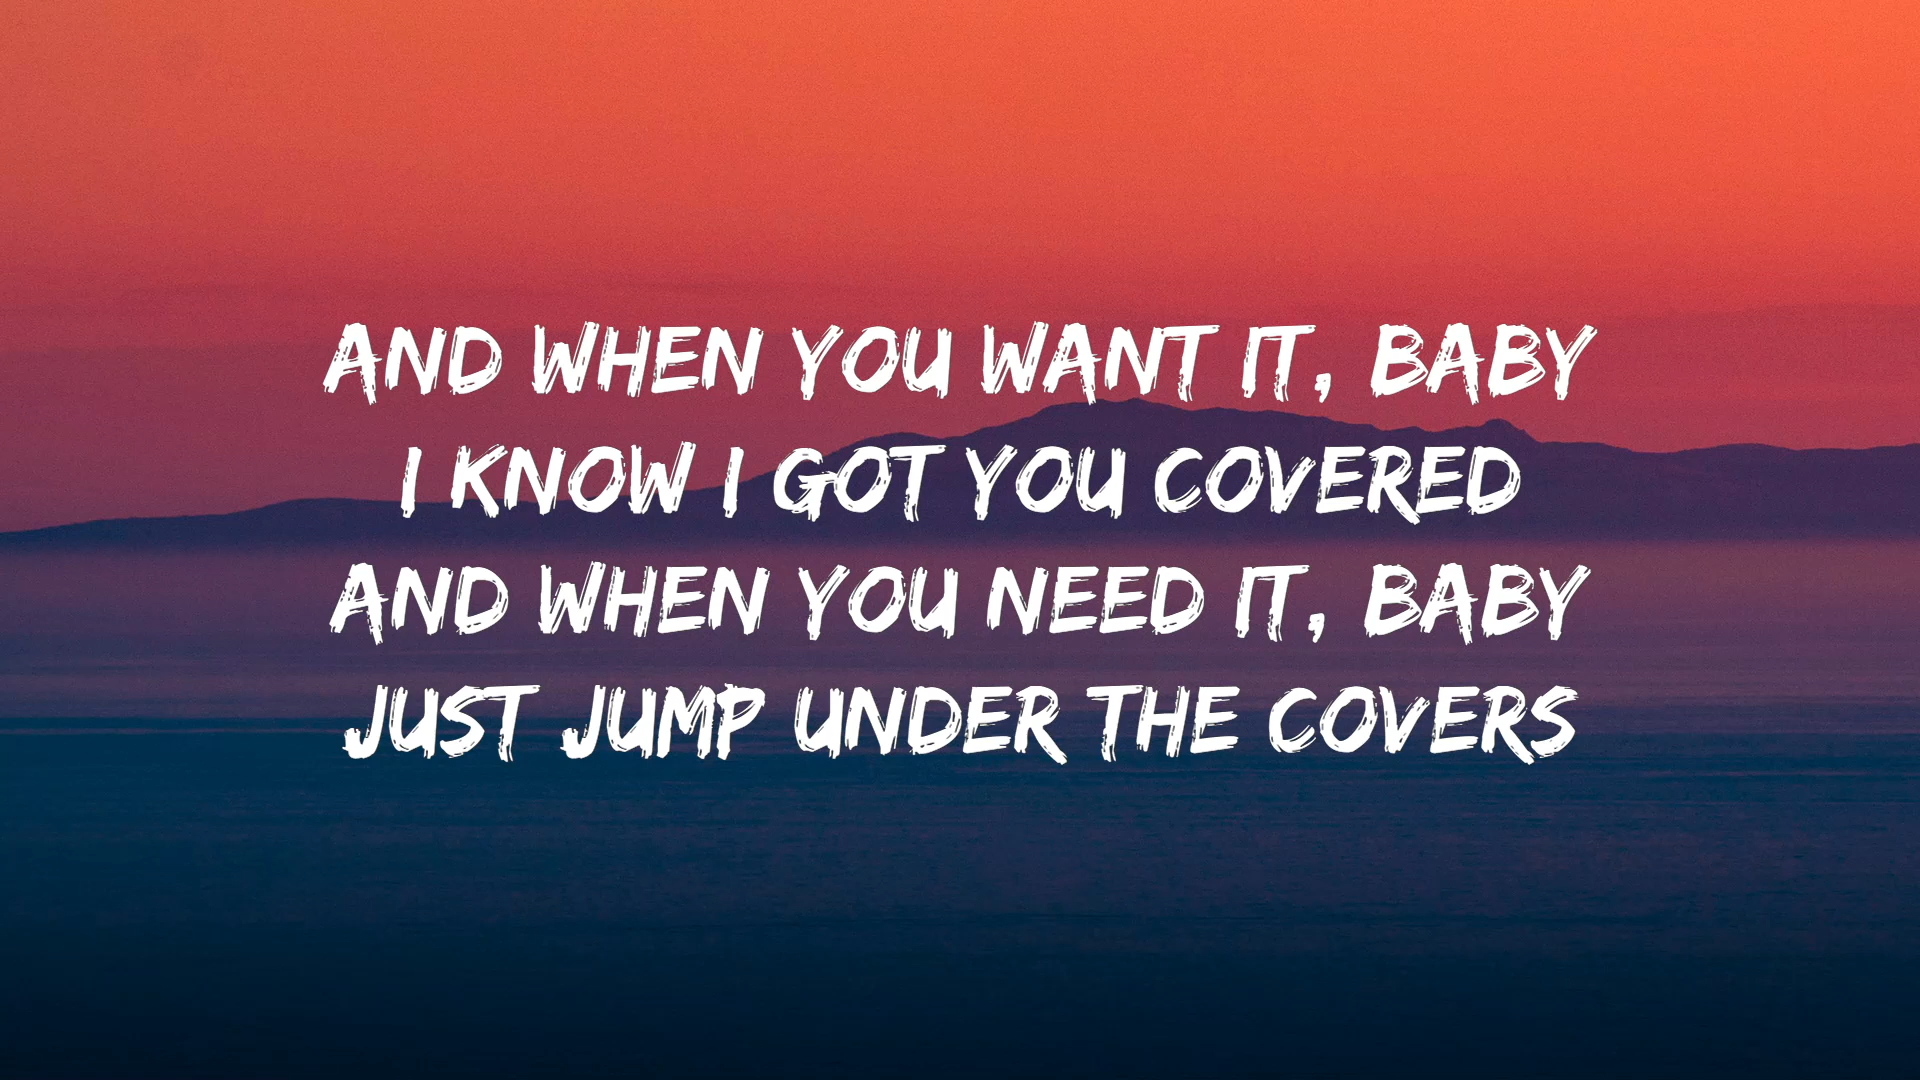 AND WHEN YOU WANT IT, BABY
I KNOW I GOT YOU COVERED
AND WHEN YOU NEED IT, BABY
JUST JUMP UNDER THE COVERS